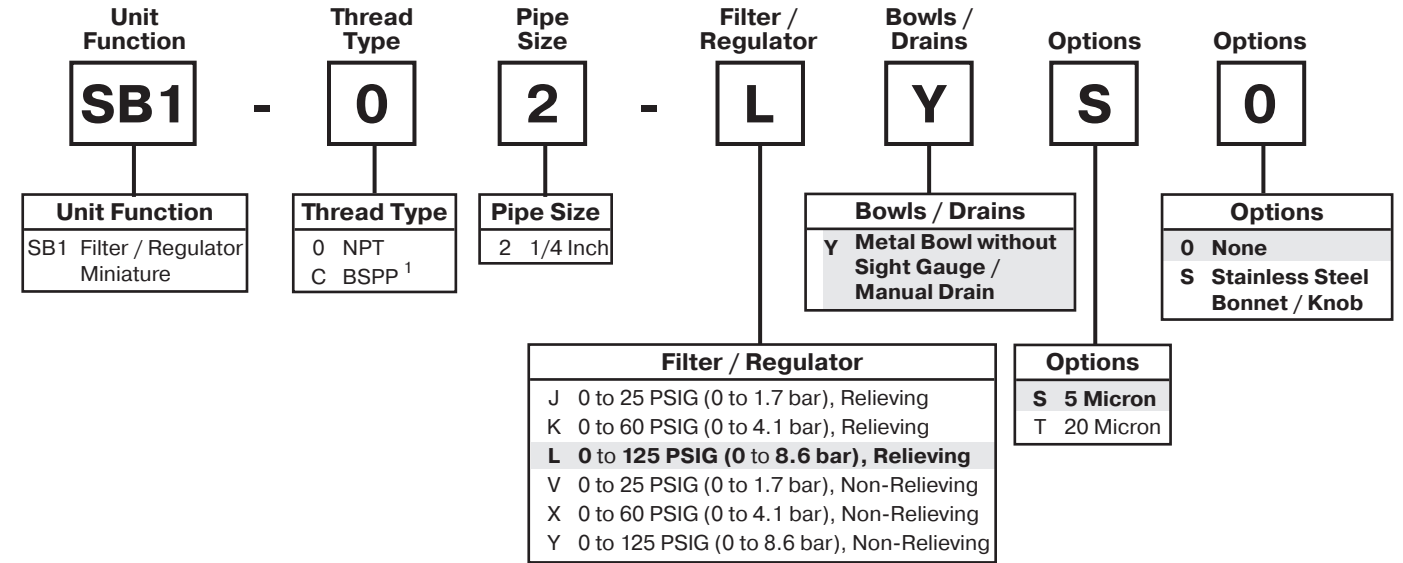 Unit
Function
Thread
Type
Pipe
Size
Filter /
Regulator
Bowls /
Drains
Options
Options
SB1 - 0 2 - L Y S 0
Unit Function
SB1 Filter / Regulator
Miniature
Thread Type
0 NPT
C BSPP 1
Pipe Size
2 1/4 Inch
Bowls / Drains
Y Metal Bowl without
Sight Gauge /
Manual Drain
Options
0 None
S Stainless Steel
Bonnet / Knob
Filter / Regulator
J 0 to 25 PSIG (0 to 1.7 bar), Relieving
K 0 to 60 PSIG (0 to 4.1 bar), Relieving
L 0 to 125 PSIG (0 to 8.6 bar), Relieving
V 0 to 25 PSIG (0 to 1.7 bar), Non-Relieving
X 0 to 60 PSIG (0 to 4.1 bar), Non-Relieving
Y 0 to 125 PSIG (0 to 8.6 bar), Non-Relieving
Options
S 5 Micron
T 20 Micron